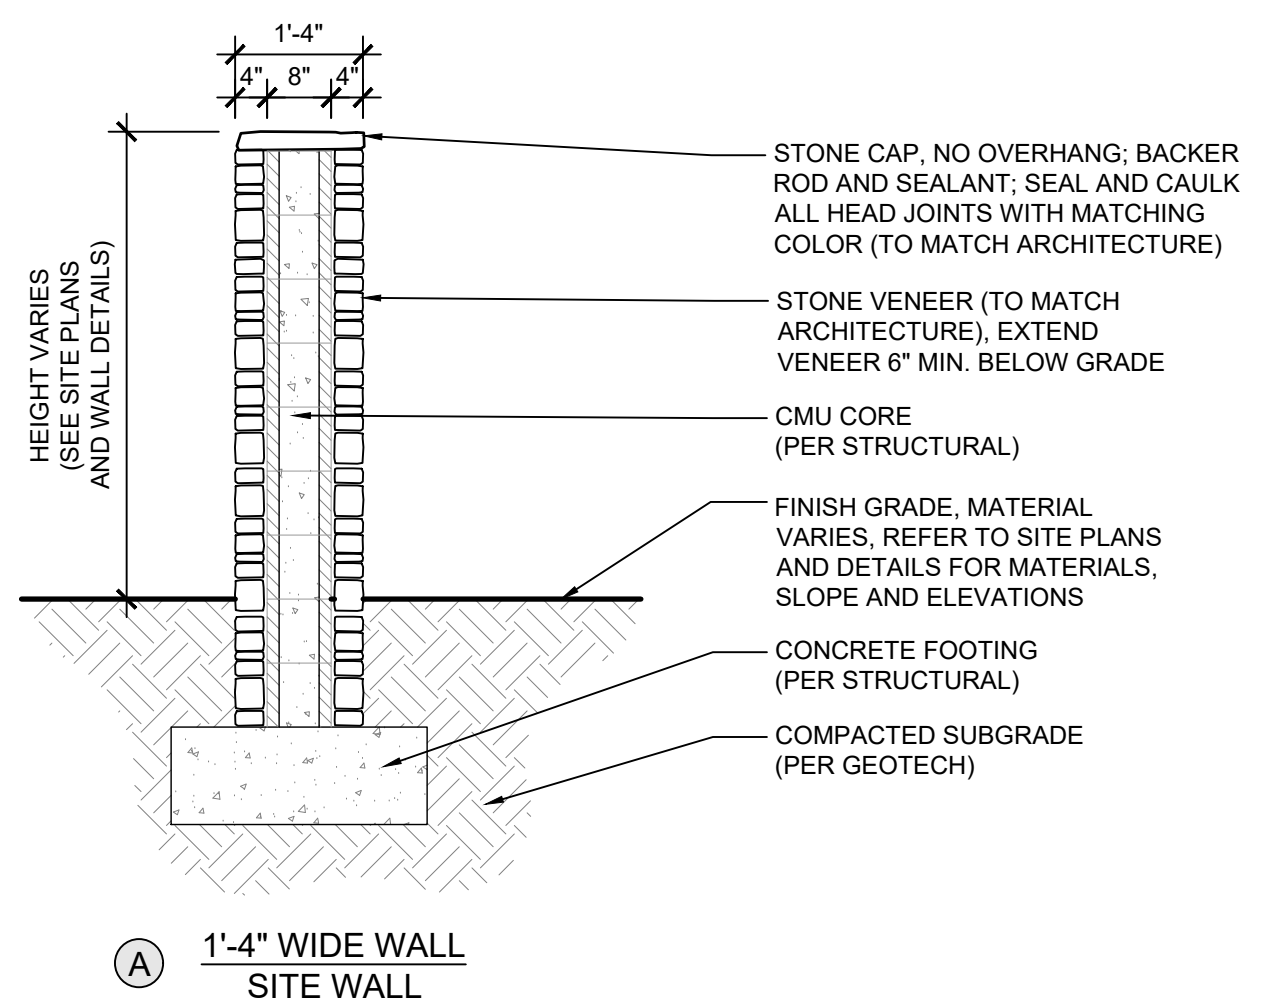 1'-4"
4" 8" 4"
HEIGHT VARIES
(SEE SITE PLANS
AND WALL DETAILS)
STONE CAP, NO OVERHANG; BACKER
ROD AND SEALANT; SEAL AND CAULK
ALL HEAD JOINTS WITH MATCHING
COLOR (TO MATCH ARCHITECTURE)
STONE VENEER (TO MATCH
ARCHITECTURE), EXTEND
VENEER 6" MIN. BELOW GRADE
CMU CORE
(PER STRUCTURAL)
FINISH GRADE, MATERIAL
VARIES, REFER TO SITE PLANS
AND DETAILS FOR MATERIALS,
SLOPE AND ELEVATIONS
CONCRETE FOOTING
(PER STRUCTURAL)
COMPACTED SUBGRADE
(PER GEOTECH)
A
1'-4" WIDE WALL
SITE WALL